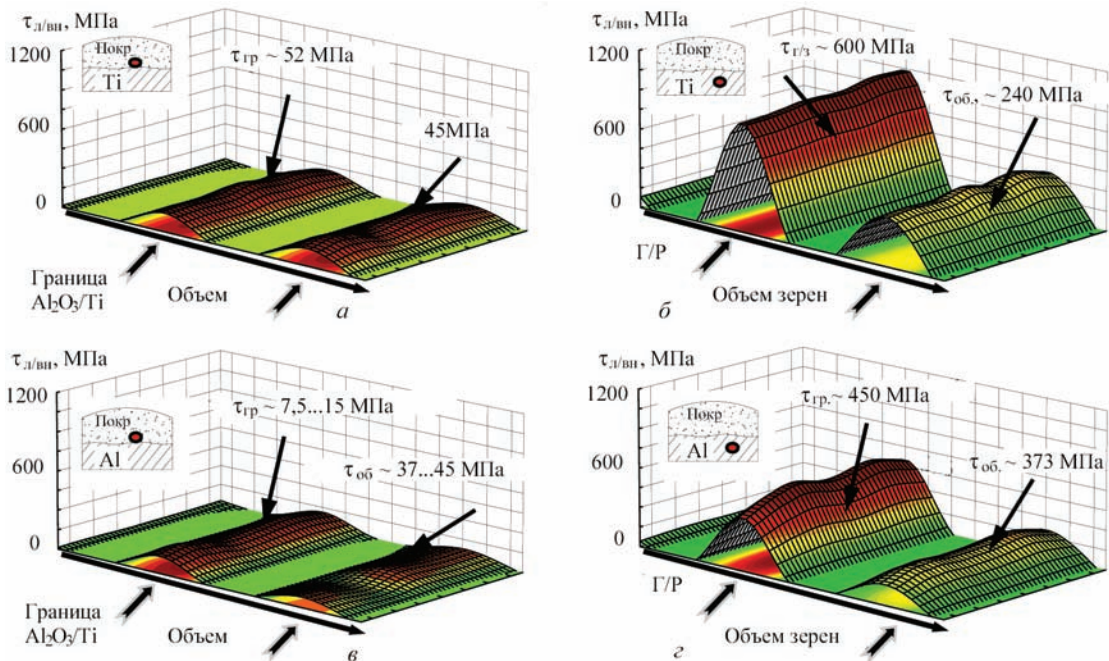 τл/вн, МПа
1200
600
0
Покр
Ti
τгр ~ 52 МПа
45МПа
Граница
Al₂O₃/Ti
Объем
а
τл/вн, МПа
1200
600
0
Покр
Ti
τг/з ~ 600 МПа
τоб., ~ 240 МПа
Г/Р
Объем зерен
б
τл/вн, МПа
1200
600
0
Покр
Al
τгр ~ 7,5...15 МПа
τоб ~ 37...45 МПа
Граница
Al₂O₃/Ti
Объем
в
τл/вн, МПа
1200
600
0
Покр
Al
τгр. ~ 450 МПа
τоб. ~ 373 МПа
Г/Р
Объем зерен
г